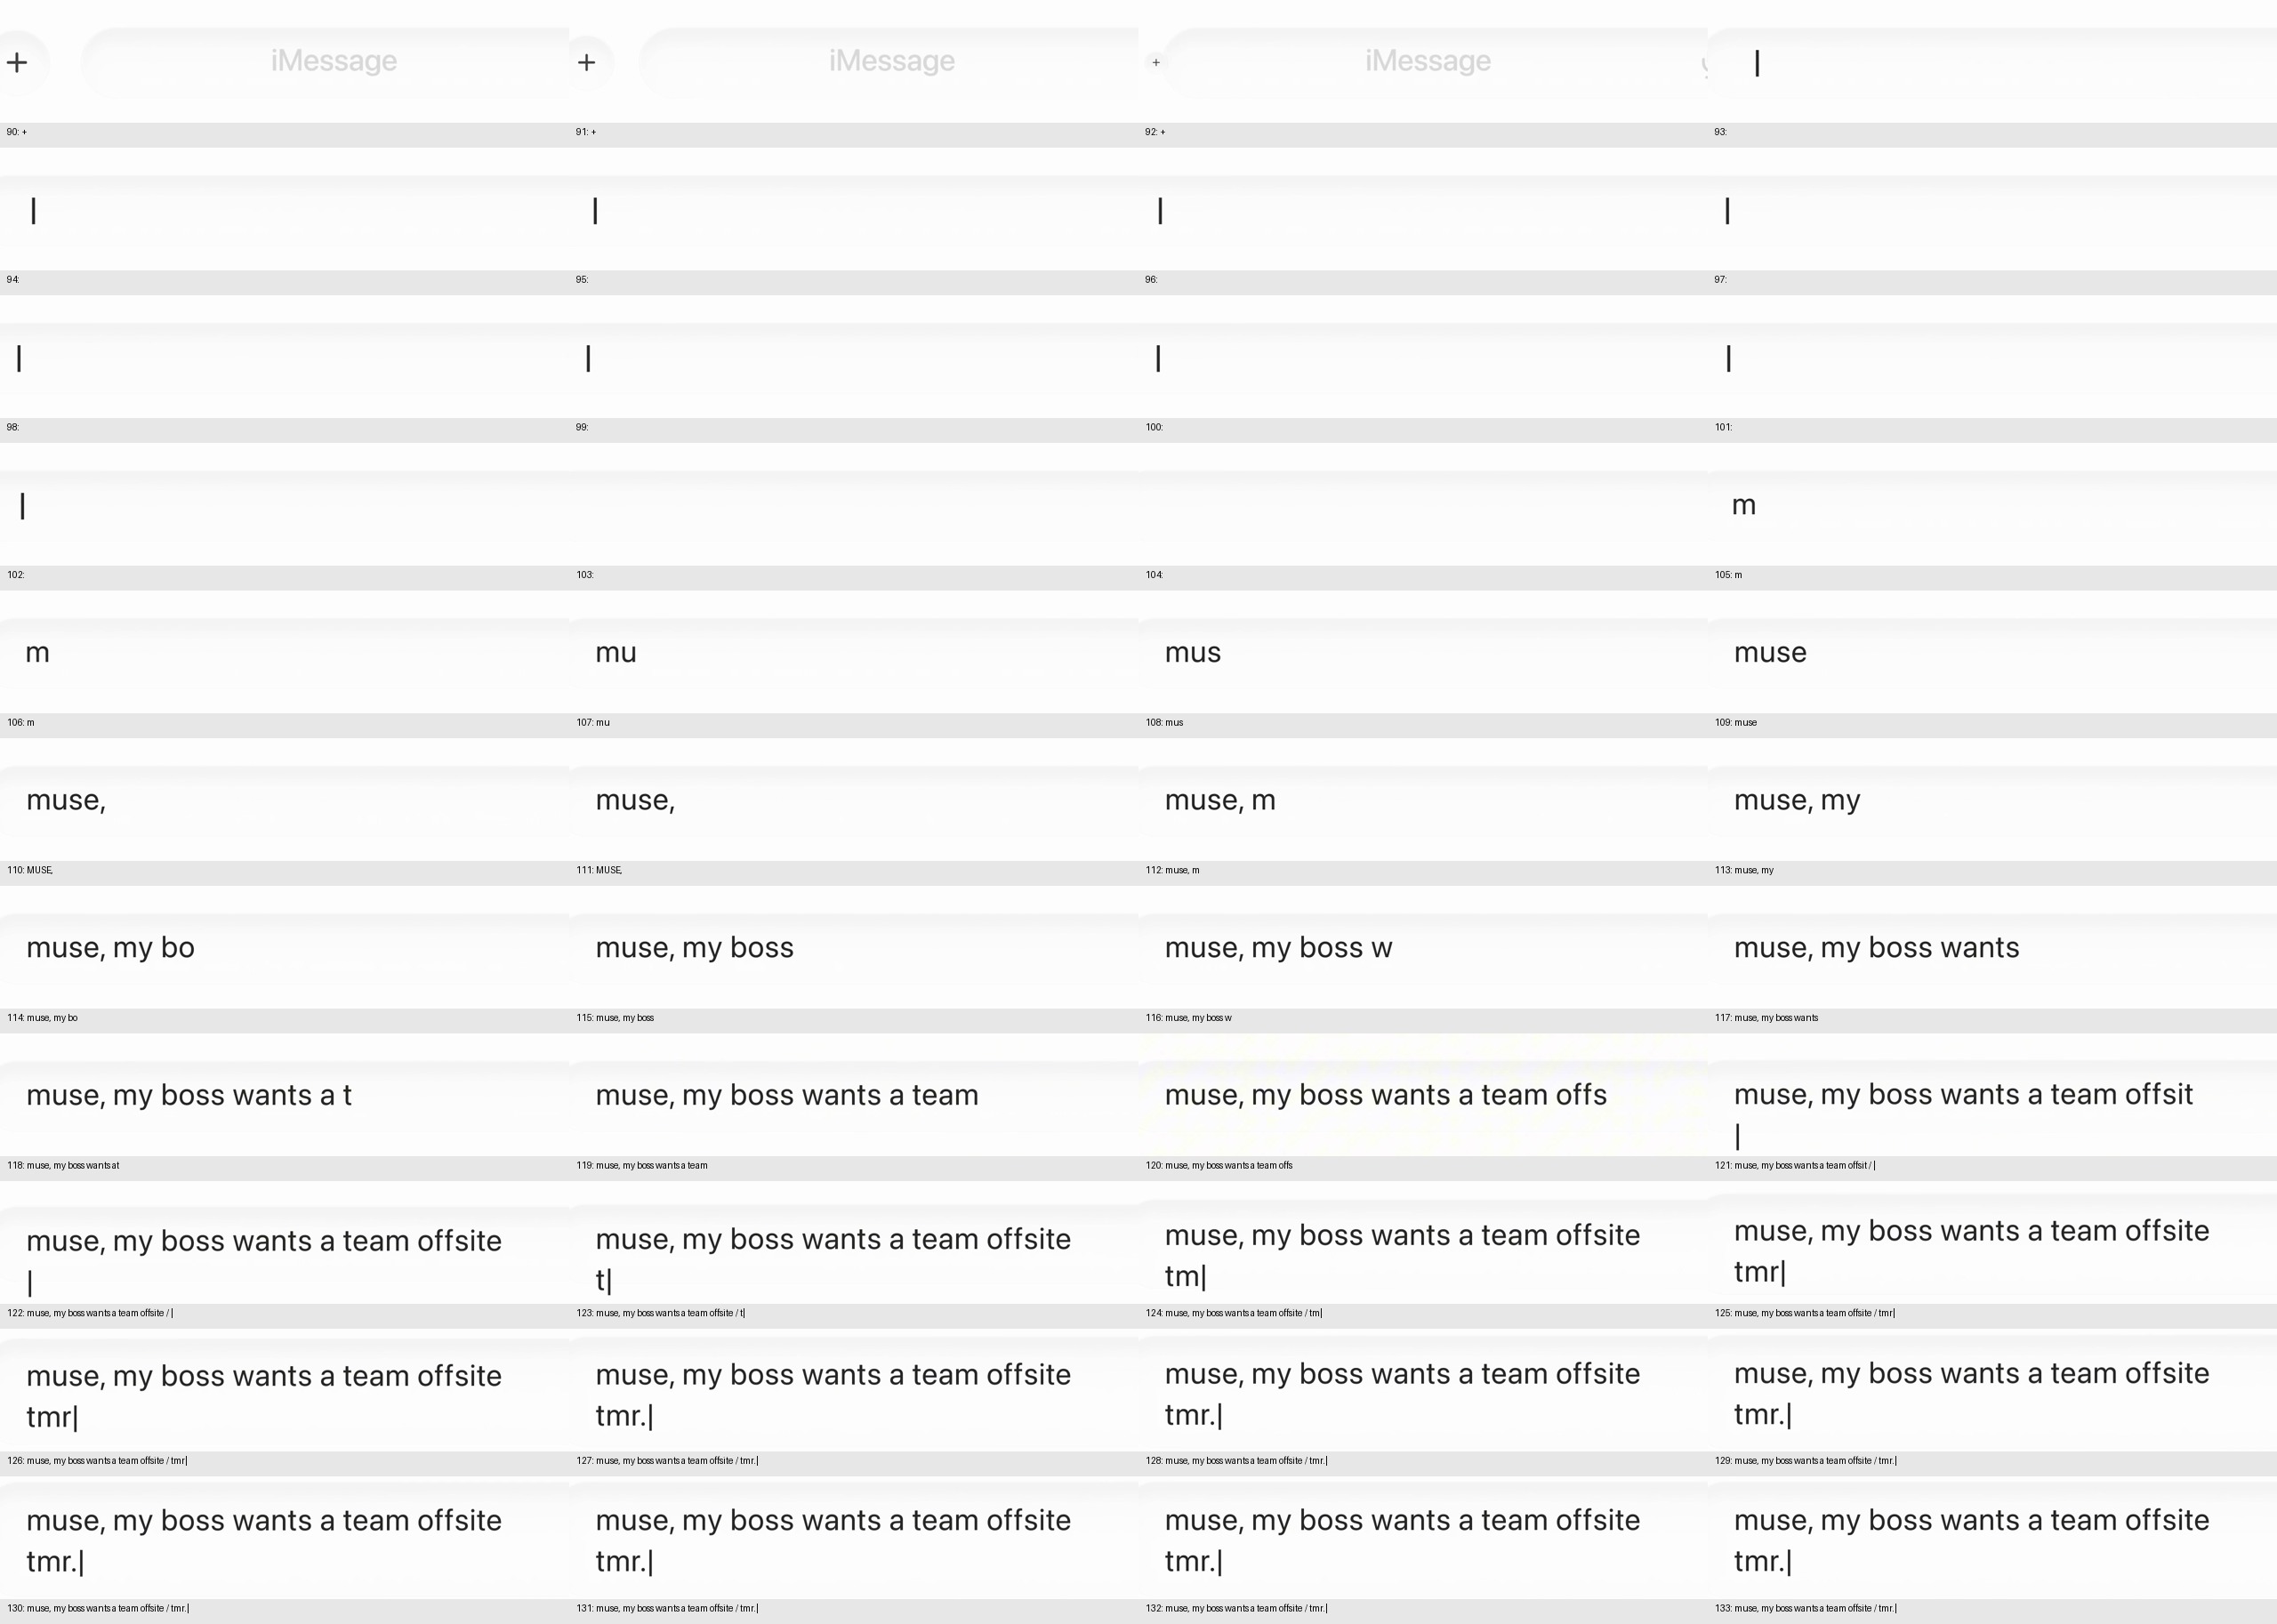 + iMessage + iMessage + iMessage |
90: + 91: + 92: + 93:
| | | |
94: 95: 96: 97:
| | | |
98: 99: 100: 101:
| m
102: 103: 104: 105: m
m mu mus muse
106: m 107: mu 108: mus 109: muse
muse, muse, muse, m muse, my
110: MUSE, 111: MUSE, 112: muse, m 113: muse, my
muse, my bo muse, my boss muse, my boss w muse, my boss wants
114: muse, my bo 115: muse, my boss 116: muse, my boss w 117: muse, my boss wants
muse, my boss wants a t muse, my boss wants a team muse, my boss wants a team offs muse, my boss wants a team offsit
|
118: muse, my boss wants at 119: muse, my boss wants a team 120: muse, my boss wants a team offs 121: muse, my boss wants a team offsit / |
muse, my boss wants a team offsite muse, my boss wants a team offsite muse, my boss wants a team offsite muse, my boss wants a team offsite
| t| tm| tmr|
122: muse, my boss wants a team offsite / | 123: muse, my boss wants a team offsite / t| 124: muse, my boss wants a team offsite / tm| 125: muse, my boss wants a team offsite / tmr|
muse, my boss wants a team offsite muse, my boss wants a team offsite muse, my boss wants a team offsite muse, my boss wants a team offsite
tmr| tmr.| tmr.| tmr.|
126: muse, my boss wants a team offsite / tmr| 127: muse, my boss wants a team offsite / tmr.| 128: muse, my boss wants a team offsite / tmr.| 129: muse, my boss wants a team offsite / tmr.|
muse, my boss wants a team offsite muse, my boss wants a team offsite muse, my boss wants a team offsite muse, my boss wants a team offsite
tmr.| tmr.| tmr.| tmr.|
130: muse, my boss wants a team offsite / tmr.| 131: muse, my boss wants a team offsite / tmr.| 132: muse, my boss wants a team offsite / tmr.| 133: muse, my boss wants a team offsite / tmr.|